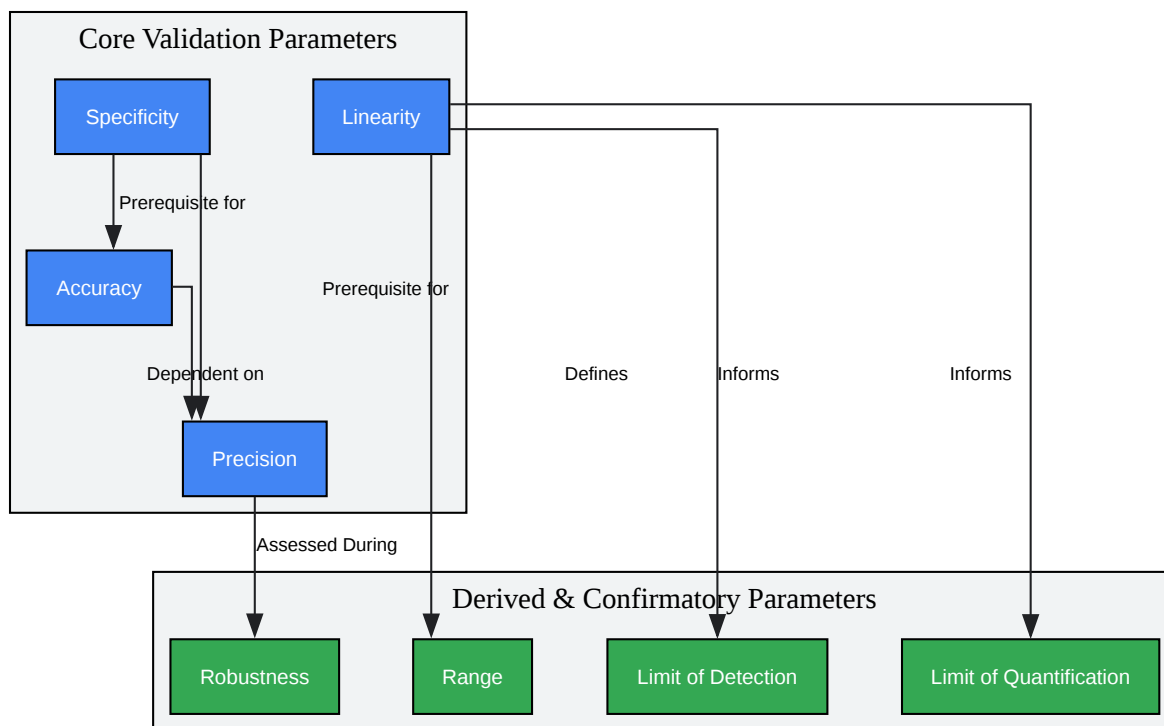 Core Validation Parameters
Specificity
Linearity
Prerequisite for
Accuracy
Prerequisite for
Dependent on
Defines
Informs
Informs
Precision
Assessed During
Derived & Confirmatory Parameters
Robustness
Range
Limit of Detection
Limit of Quantification